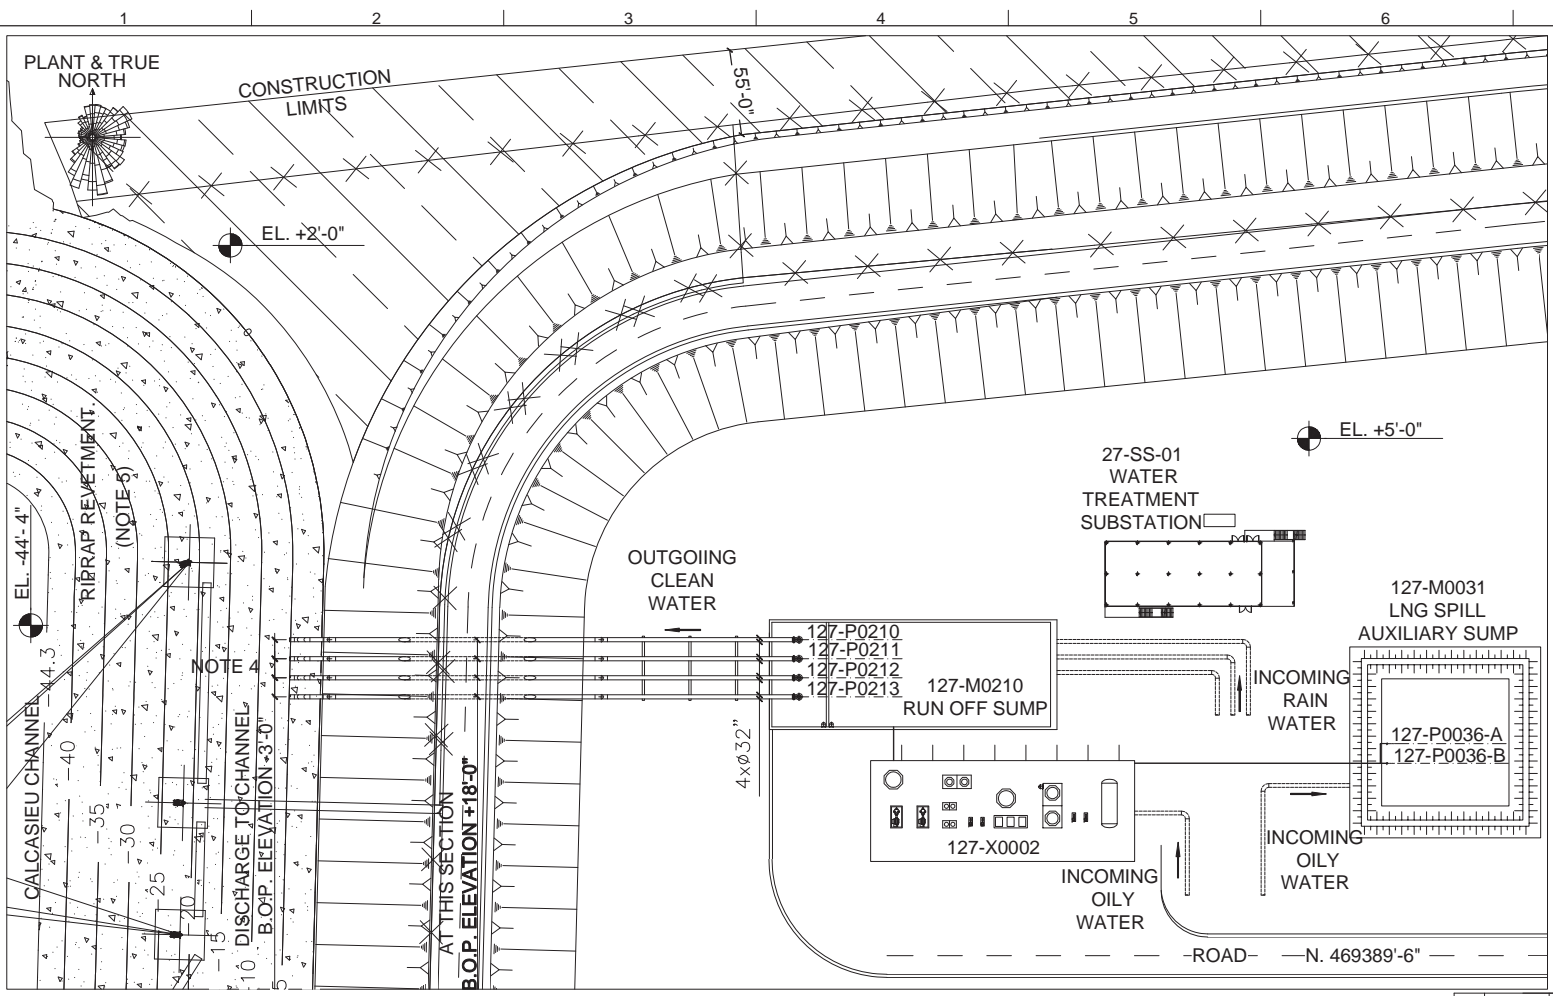 1
2
3
4
5
6
PLANT & TRUE
NORTH
CONSTRUCTION
LIMITS
55'-0"
EL. +2'-0"
EL. +5'-0"
27-SS-01
WATER
TREATMENT
SUBSTATION
RIPRAP REVETMENT.
(NOTE 5)
EL. -44'- 4"
CALCASIEU CHANNEL
-44.3
-40
-35
-30
-25
-20
-15
-10
5
NOTE 4
DISCHARGE TO CHANNEL
B.O.P. ELEVATION -3'-0"
AT THIS SECTION
B.O.P. ELEVATION +18'-0"
OUTGOIING
CLEAN
WATER
127-P0210
127-P0211
127-P0212
127-P0213
127-M0210
RUN OFF SUMP
4xø32"
INCOMING
RAIN
WATER
127-M0031
LNG SPILL
AUXILIARY SUMP
127-P0036-A
127-P0036-B
127-X0002
INCOMING
OILY
WATER
INCOMING
OILY
WATER
ROAD
N. 469389'-6"